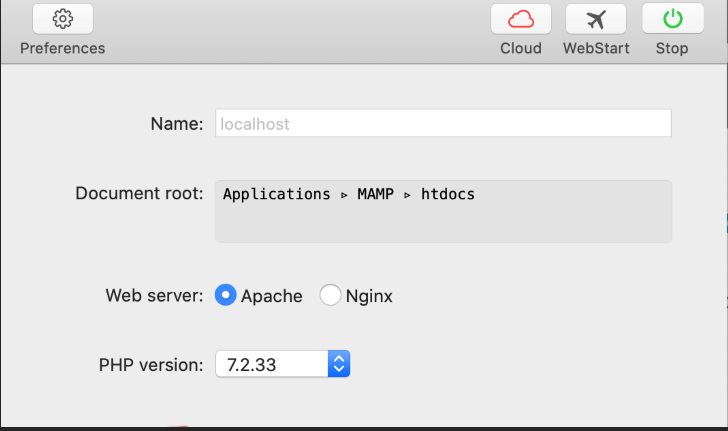 Preferences
Cloud
WebStart
Stop
Name: localhost
Document root: Applications ▹ MAMP ▹ htdocs
Web server: Apache Nginx
PHP version: 7.2.33